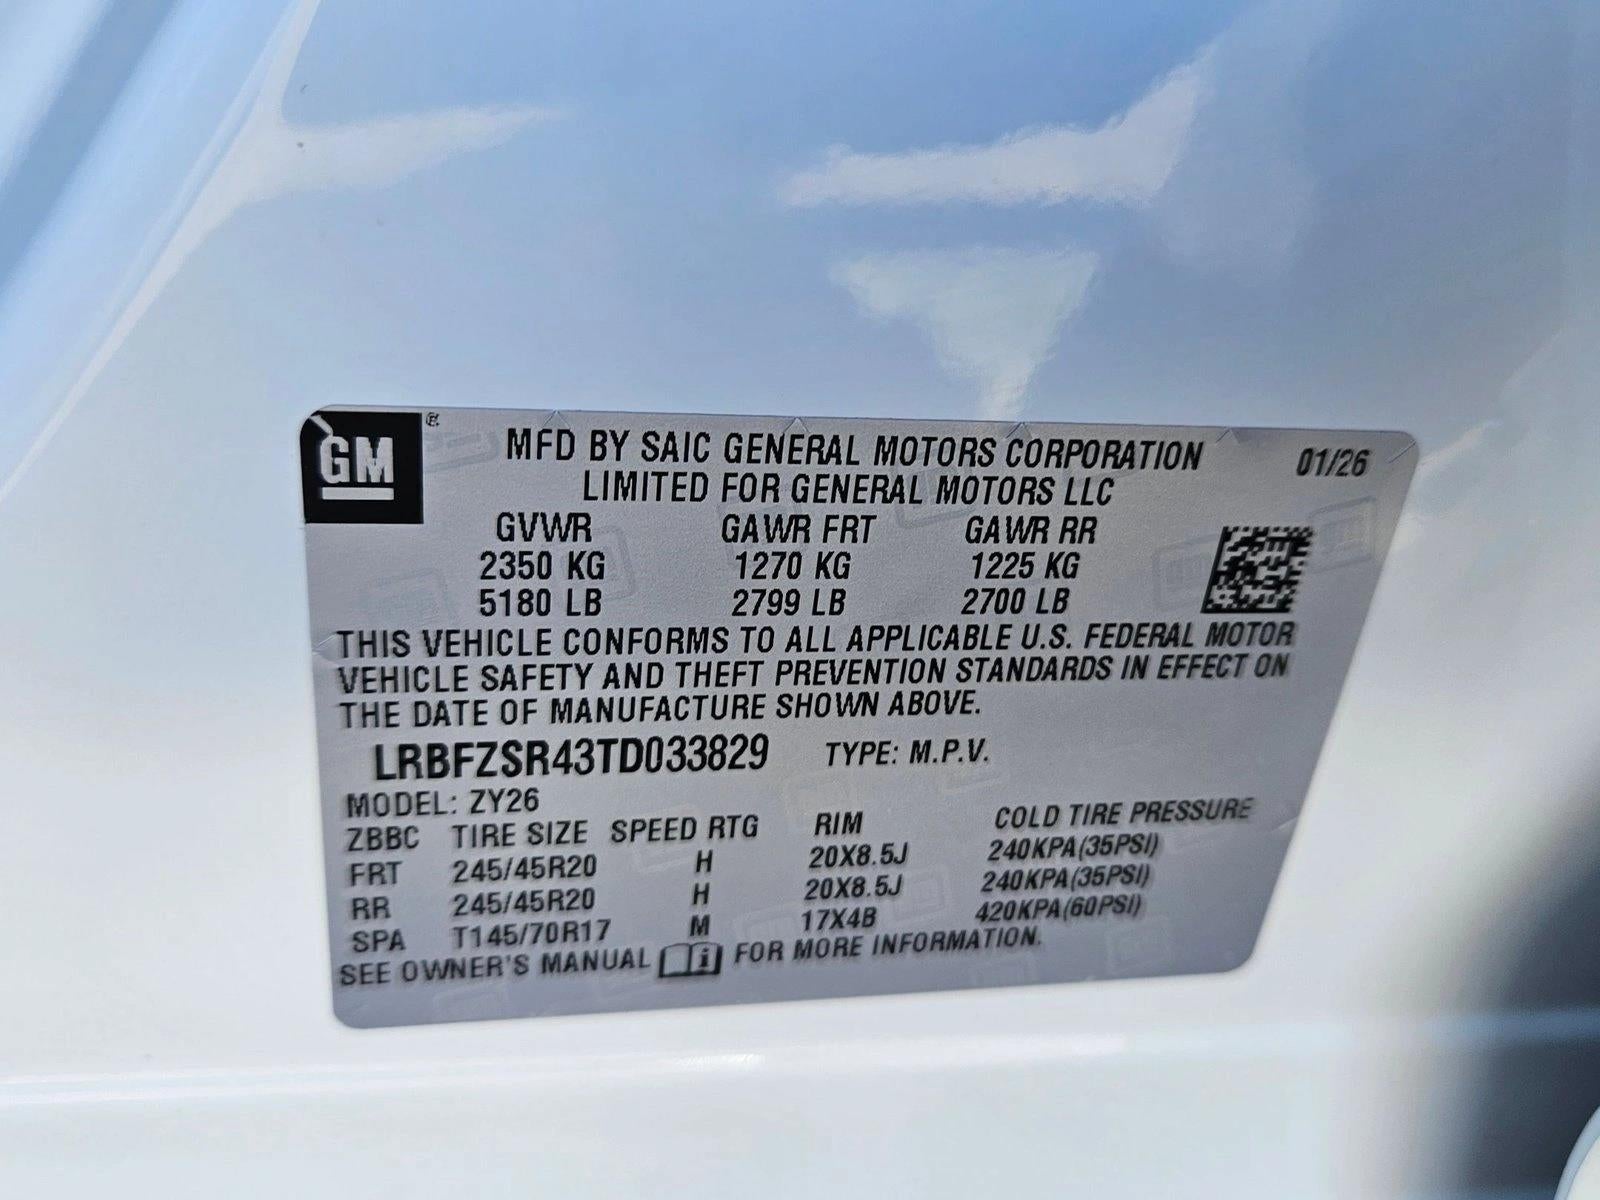 GM
MFD BY SAIC GENERAL MOTORS CORPORATION 01/26
LIMITED FOR GENERAL MOTORS LLC
GVWR GAWR FRT GAWR RR
2350 KG 1270 KG 1225 KG
5180 LB 2799 LB 2700 LB
THIS VEHICLE CONFORMS TO ALL APPLICABLE U.S. FEDERAL MOTOR
VEHICLE SAFETY AND THEFT PREVENTION STANDARDS IN EFFECT ON
THE DATE OF MANUFACTURE SHOWN ABOVE.
LRBFZSR43TD033829 TYPE: M.P.V.
MODEL: ZY26
ZBBC TIRE SIZE SPEED RTG RIM COLD TIRE PRESSURE
FRT 245/45R20 H 20X8.5J 240KPA(35PSI)
RR 245/45R20 H 20X8.5J 240KPA(35PSI)
SPA T145/70R17 M 17X4B 420KPA(60PSI)
SEE OWNER'S MANUAL FOR MORE INFORMATION.